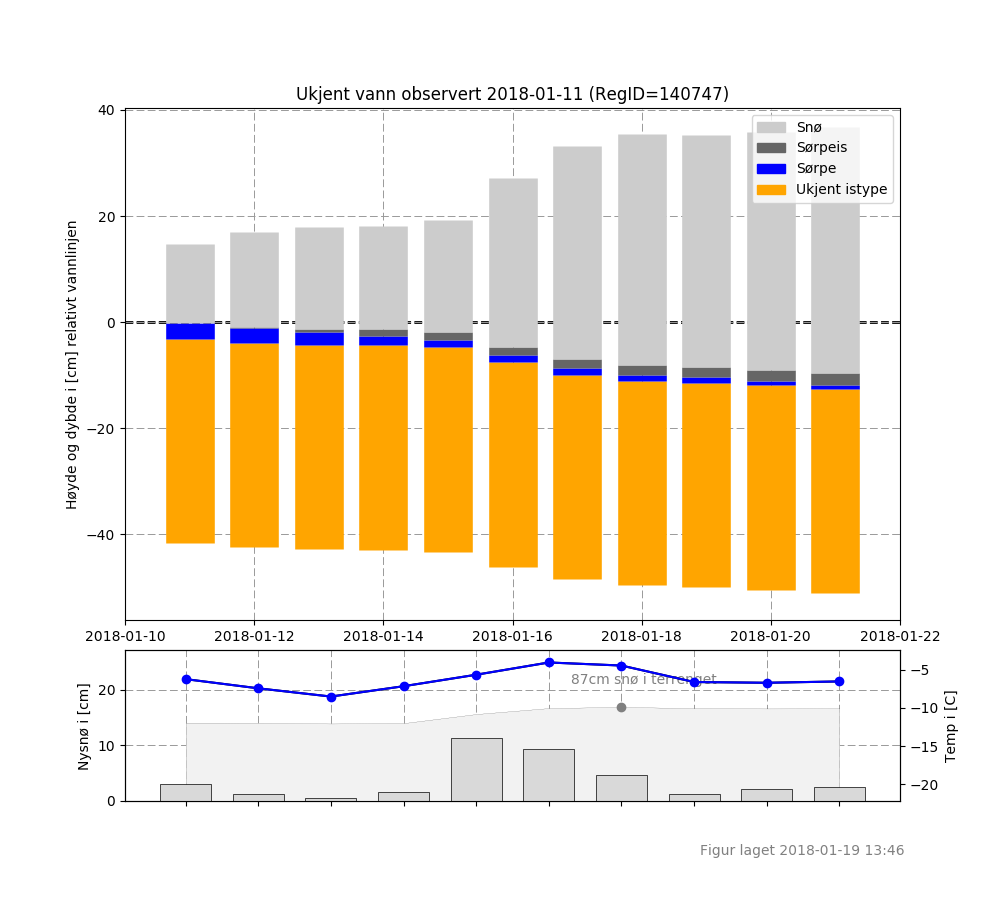 Ukjent vann observert 2018-01-11 (RegID=140747)
Høyde og dybde i [cm] relativt vannlinjen
40
20
0
−20
−40
Snø
Sørpeis
Sørpe
Ukjent istype
2018-01-10 2018-01-12 2018-01-14 2018-01-16 2018-01-18 2018-01-20 2018-01-22
Nysnø i [cm]
20
10
0
87cm snø i terrenget
−5
−10
−15
−20
Temp i [C]
Figur laget 2018-01-19 13:46